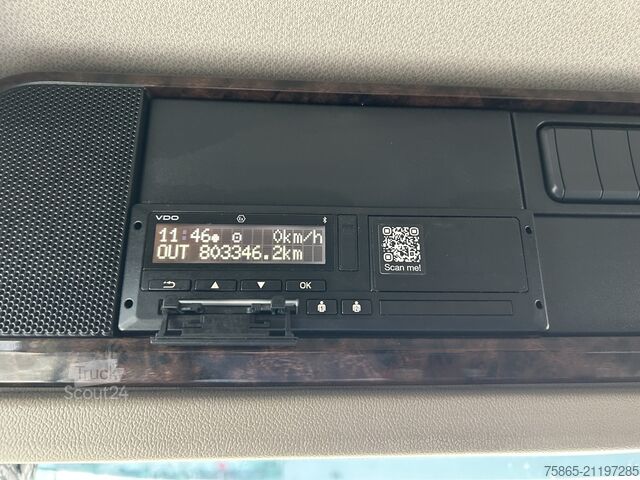 VDO
11:46 0km/h
OUT 803346.2km
OK
Scan me!
Truck
Scout24
75865-21197285